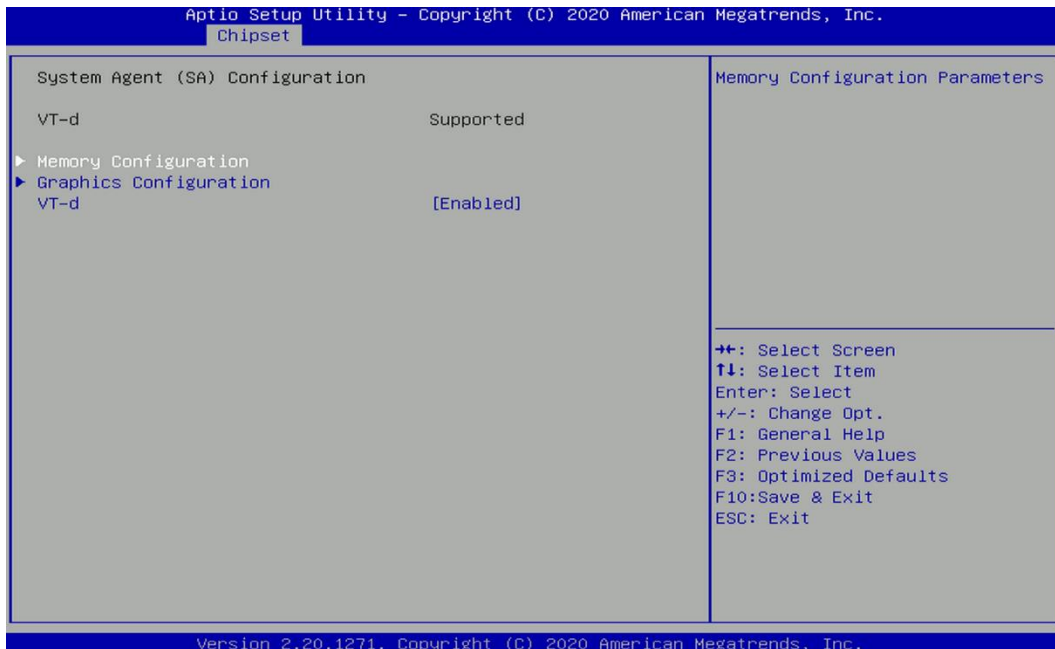 Aptio Setup Utility – Copyright (C) 2020 American Megatrends, Inc.
Chipset
System Agent (SA) Configuration
VT-d Supported
▶ Memory Configuration
▶ Graphics Configuration
VT-d [Enabled]
Memory Configuration Parameters
→←: Select Screen
↑↓: Select Item
Enter: Select
+/-: Change Opt.
F1: General Help
F2: Previous Values
F3: Optimized Defaults
F10:Save & Exit
ESC: Exit
Version 2.20.1271. Copyright (C) 2020 American Megatrends, Inc.